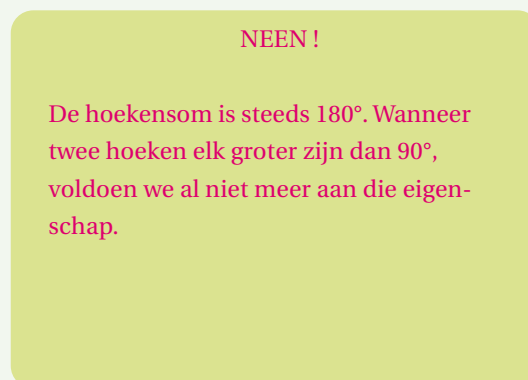 NEEN !
De hoekensom is steeds 180°. Wanneer
twee hoeken elk groter zijn dan 90°,
voldoen we al niet meer aan die eigen-
schap.